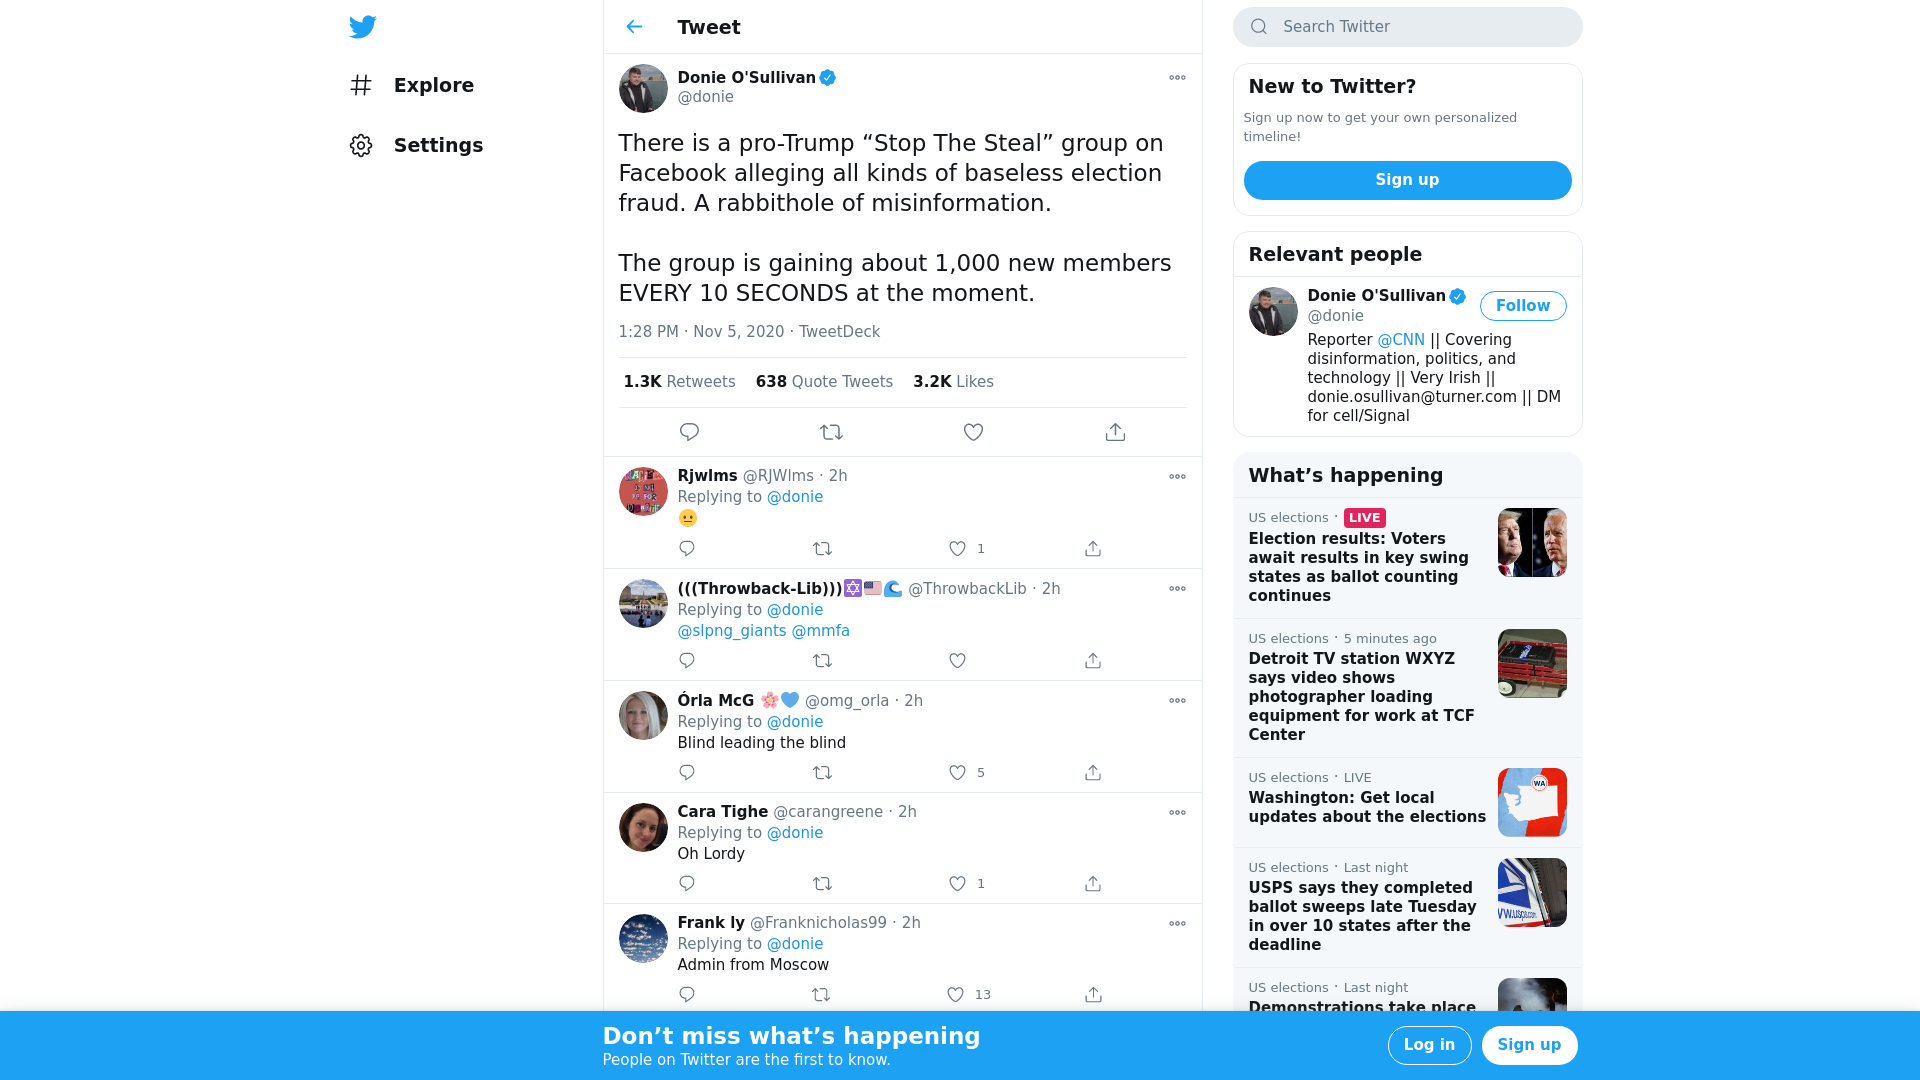 Explore
Settings
Tweet
Donie O'Sullivan
@donie
There is a pro-Trump “Stop The Steal” group on
Facebook alleging all kinds of baseless election
fraud. A rabbithole of misinformation.
The group is gaining about 1,000 new members
EVERY 10 SECONDS at the moment.
1:28 PM · Nov 5, 2020 · TweetDeck
1.3K Retweets 638 Quote Tweets 3.2K Likes
Rjwlms @RJWlms · 2h
Replying to @donie
😐
1
(((Throwback-Lib)))✡🇺🇸🌊 @ThrowbackLib · 2h
Replying to @donie
@slpng_giants @mmfa
Órla McG 🌸💙 @omg_orla · 2h
Replying to @donie
Blind leading the blind
5
Cara Tighe @carangreene · 2h
Replying to @donie
Oh Lordy
1
Frank ly @Franknicholas99 · 2h
Replying to @donie
Admin from Moscow
13
Search Twitter
New to Twitter?
Sign up now to get your own personalized
timeline!
Sign up
Relevant people
Donie O'Sullivan
@donie
Follow
Reporter @CNN || Covering
disinformation, politics, and
technology || Very Irish ||
donie.osullivan@turner.com || DM
for cell/Signal
What’s happening
US elections · LIVE
Election results: Voters
await results in key swing
states as ballot counting
continues
US elections · 5 minutes ago
Detroit TV station WXYZ
says video shows
photographer loading
equipment for work at TCF
Center
US elections · LIVE
Washington: Get local
updates about the elections
WA
US elections · Last night
USPS says they completed
ballot sweeps late Tuesday
in over 10 states after the
deadline
US elections · Last night
Demonstrations take place
Don’t miss what’s happening
People on Twitter are the first to know.
Log in
Sign up